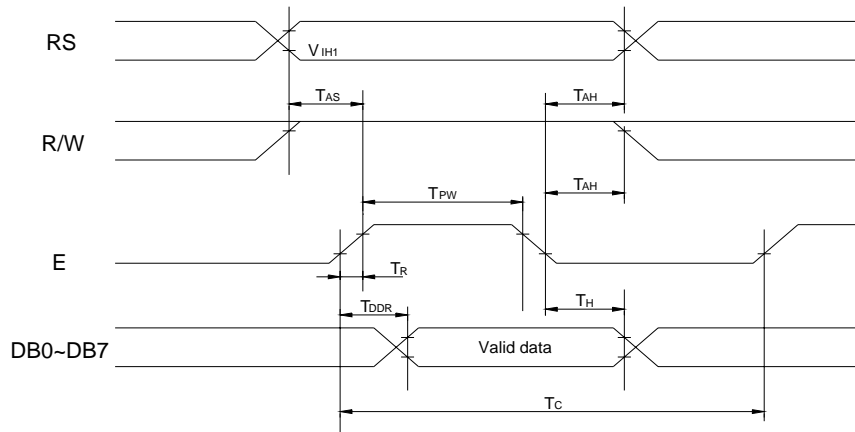 RS
VIH1
TAS
TAH
R/W
TPW
TAH
E
TR
TDDR
TH
DB0~DB7
Valid data
TC